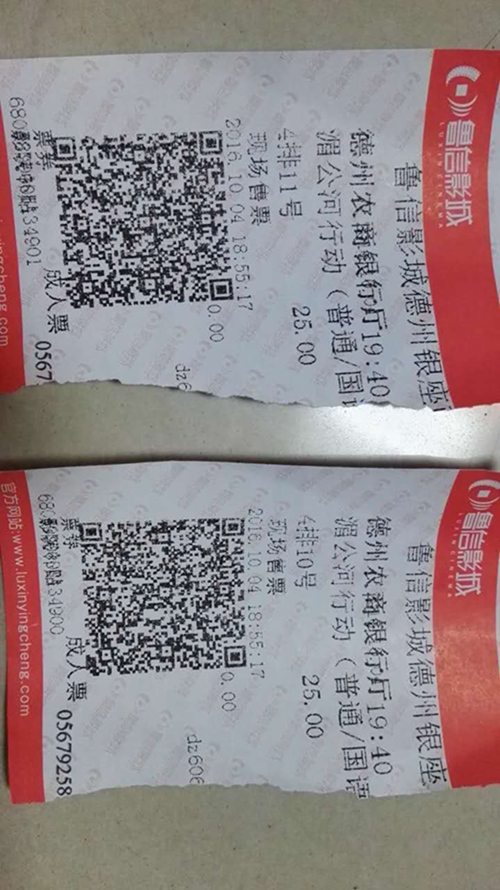 鲁信影城
LUXINCINEMA
鲁信影城德州银座
德州农商银行厅19:40
湄公河行动（普通/国语
25.00
4排11号
现场售票
2016.10.04 18:55:17
0.00
dz6
票券
成人票
0567
yingcheng.com
鲁信影城
鲁信影城德州银座
德州农商银行厅19:40
湄公河行动（普通/国语
25.00
4排10号
现场售票
2016.10.04 18:55:17
0.00
dz606
票券
成人票
05679258
官方网站:www.luxinyingcheng.com